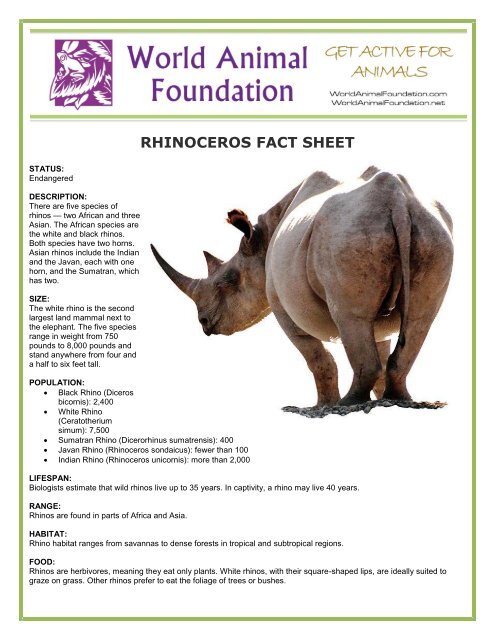 World Animal
Foundation
GET ACTIVE FOR
ANIMALS
WorldAnimalFoundation.com
WorldAnimalFoundation.net
RHINOCEROS FACT SHEET
STATUS:
Endangered
DESCRIPTION:
There are five species of
rhinos — two African and three
Asian. The African species are
the white and black rhinos.
Both species have two horns.
Asian rhinos include the Indian
and the Javan, each with one
horn, and the Sumatran, which
has two.
SIZE:
The white rhino is the second
largest land mammal next to
the elephant. The five species
range in weight from 750
pounds to 8,000 pounds and
stand anywhere from four and
a half to six feet tall.
POPULATION:
• Black Rhino (Diceros
bicornis): 2,400
• White Rhino
(Ceratotherium
simum): 7,500
• Sumatran Rhino (Dicerorhinus sumatrensis): 400
• Javan Rhino (Rhinoceros sondaicus): fewer than 100
• Indian Rhino (Rhinoceros unicornis): more than 2,000
LIFESPAN:
Biologists estimate that wild rhinos live up to 35 years. In captivity, a rhino may live 40 years.
RANGE:
Rhinos are found in parts of Africa and Asia.
HABITAT:
Rhino habitat ranges from savannas to dense forests in tropical and subtropical regions.
FOOD:
Rhinos are herbivores, meaning they eat only plants. White rhinos, with their square-shaped lips, are ideally suited to
graze on grass. Other rhinos prefer to eat the foliage of trees or bushes.